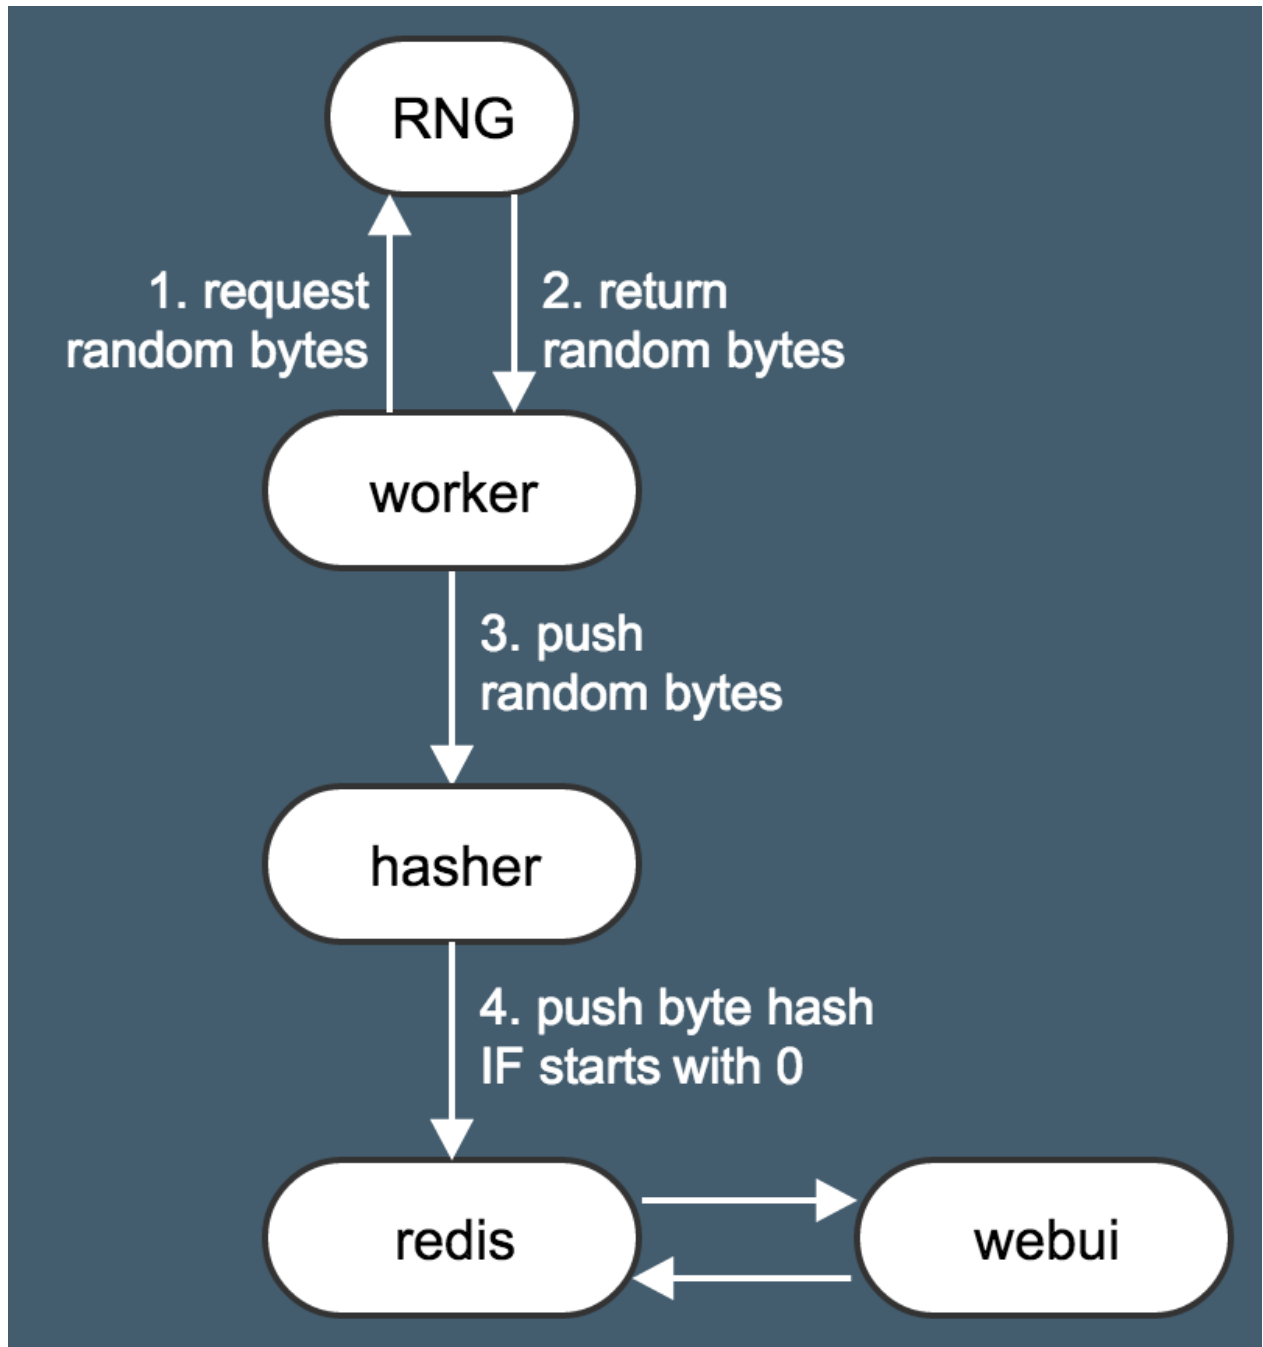 RNG
1. request
random bytes
2. return
random bytes
worker
3. push
random bytes
hasher
4. push byte hash
IF starts with 0
redis
webui